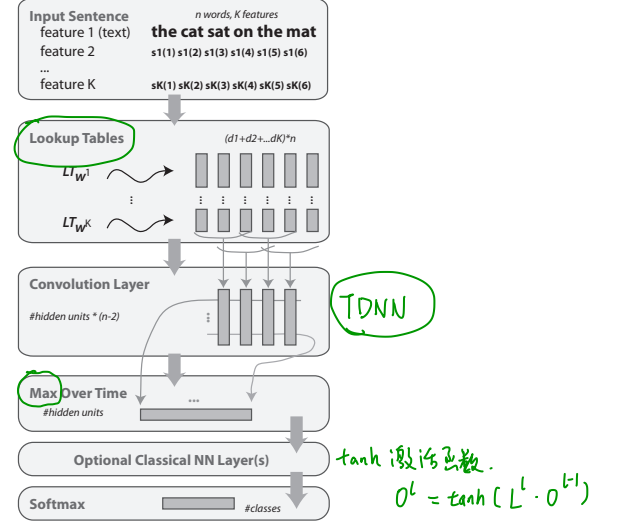 Input Sentence
n words, K features
feature 1 (text) the cat sat on the mat
feature 2 s1(1) s1(2) s1(3) s1(4) s1(5) s1(6)
...
feature K sK(1) sK(2) sK(3) sK(4) sK(5) sK(6)
Lookup Tables
(d1+d2+...dK)*n
LTw1
...
LTwK
Convolution Layer
#hidden units * (n-2)
TDNN
Max Over Time
...
#hidden units
Optional Classical NN Layer(s)
tanh 激活函数.
O^l = tanh(L^l · O^{l-1})
Softmax
#classes